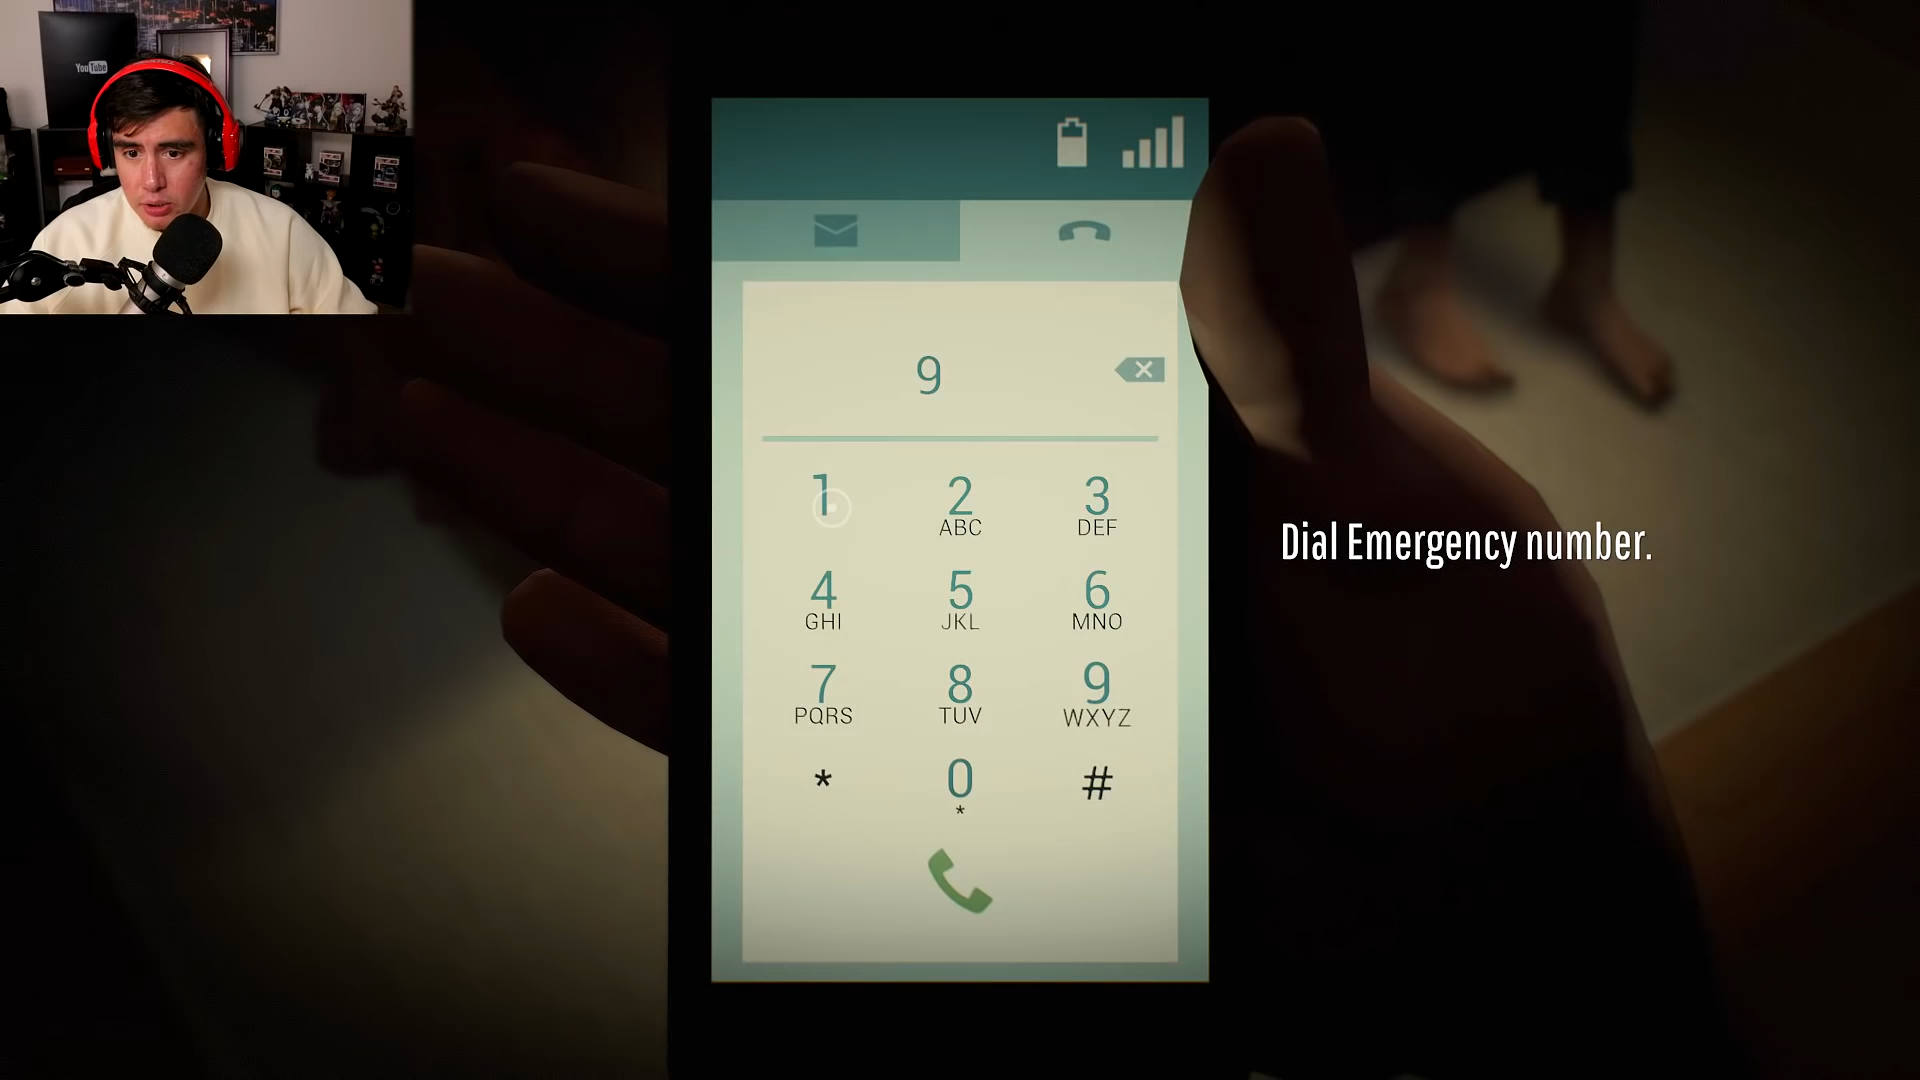 YouTube
9
1
2
3
ABC
DEF
4
5
6
GHI
JKL
MNO
7
8
9
PQRS
TUV
WXYZ
*
0
#
*
Dial Emergency number.